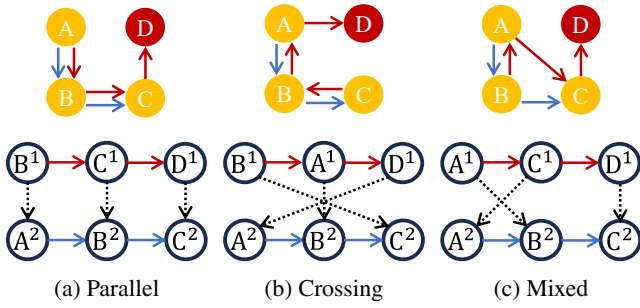 A D A D A D
B C B C B C
B¹ C¹ D¹ B¹ A¹ D¹ A¹ C¹ D¹
A² B² C² A² B² C² A² B² C²
(a) Parallel (b) Crossing (c) Mixed